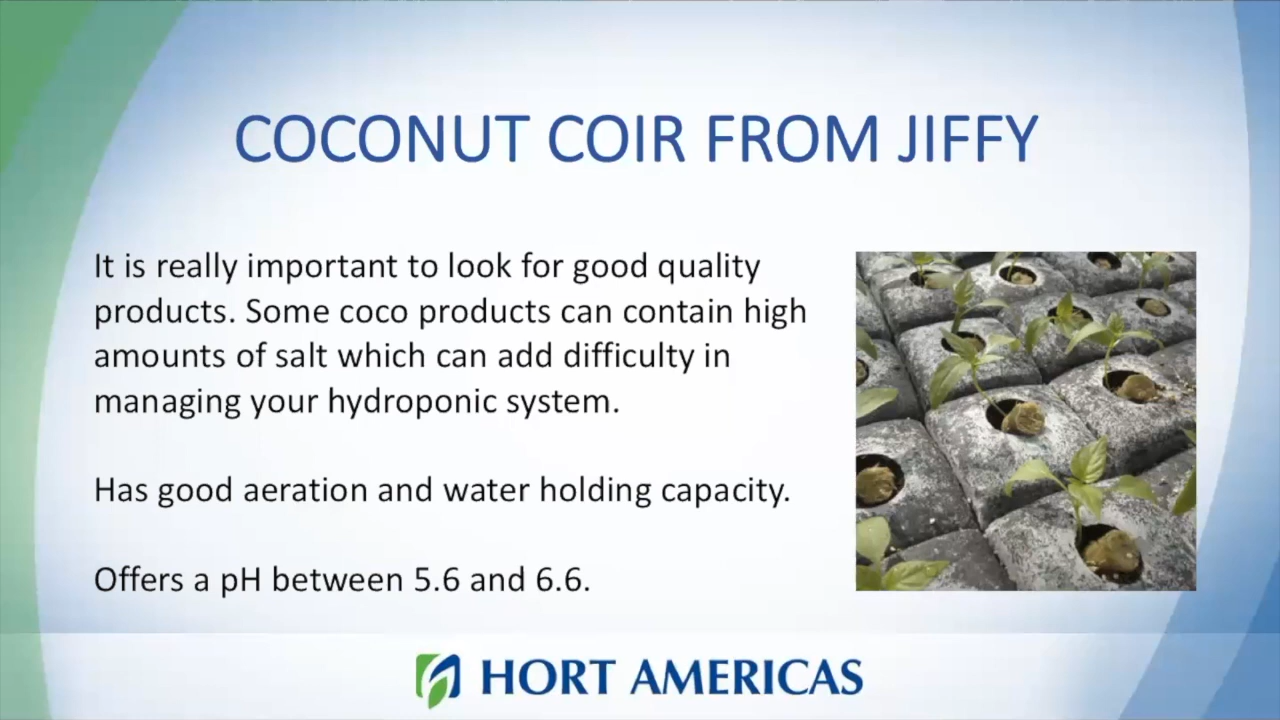 COCONUT COIR FROM JIFFY
It is really important to look for good quality
products. Some coco products can contain high
amounts of salt which can add difficulty in
managing your hydroponic system.
Has good aeration and water holding capacity.
Offers a pH between 5.6 and 6.6.
HORT AMERICAS